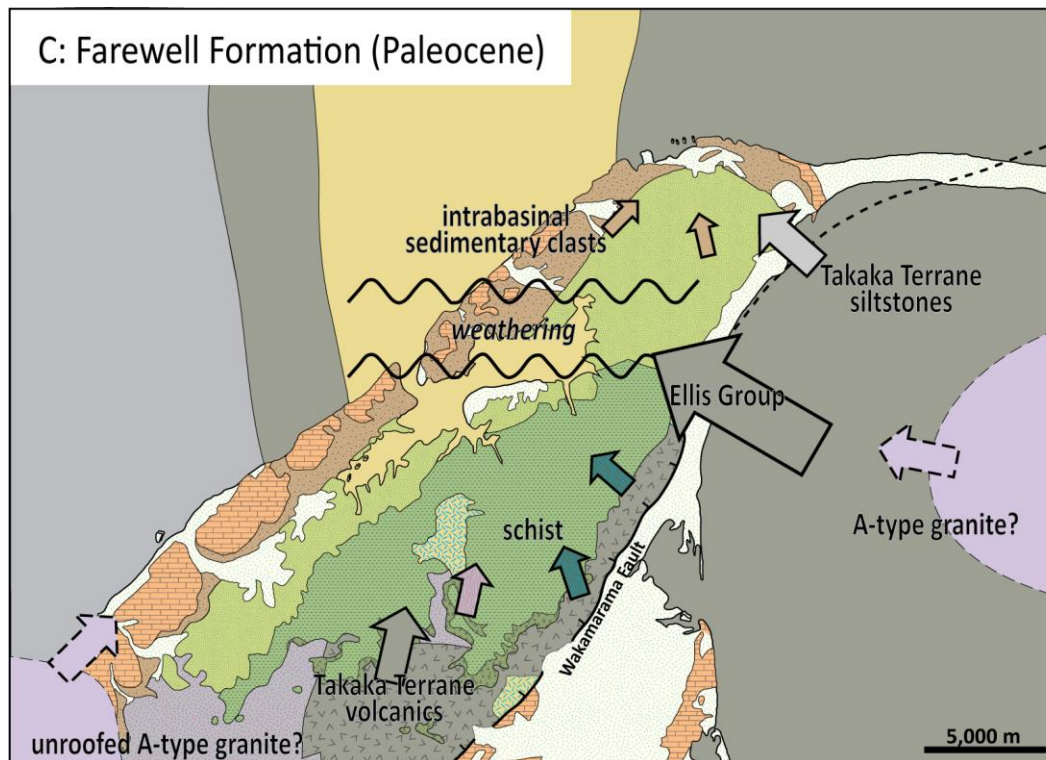 C: Farewell Formation (Paleocene)
intrabasinal
sedimentary clasts
Takaka Terrane
siltstones
weathering
Ellis Group
A-type granite?
schist
Wakamarama Fault
Takaka Terrane
volcanics
unroofed A-type granite?
5,000 m